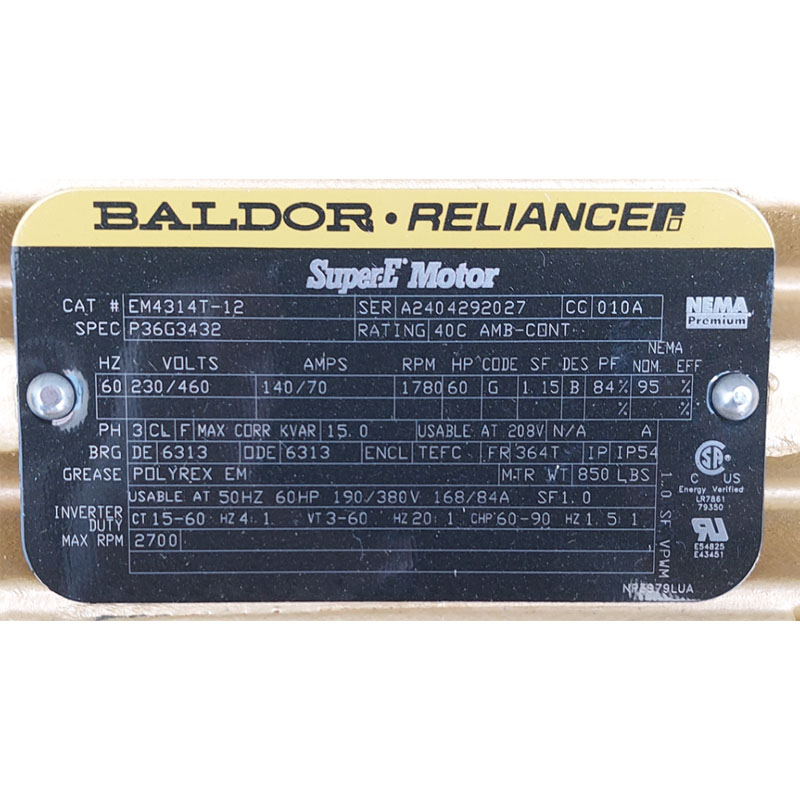 BALDOR • RELIANCE
Super-E Motor
CAT # EM4314T-12 SER A2404292027 CC 010A
SPEC P36G3432 RATING 40C AMB-CONT
NEMA
Premium
HZ VOLTS AMPS RPM HP CODE SF DES PF NEMA NOM. EFF
60 230/460 140/70 1780 60 G 1.15 B 84 % 95 %
% %
PH 3 CL F MAX CORR KVAR 15.0 USABLE AT 208V N/A A
BRG DE 6313 ODE 6313 ENCL TEFC FR 364T IP IP54
GREASE POLYREX EM MTR WT 850 LBS
USABLE AT 50HZ 60HP 190/380V 168/84A SF1.0
INVERTER DUTY CT 15-60 HZ 4:1 VT 3-60 HZ 20:1 CHP 60-90 HZ 1.5:1
MAX RPM 2700
1.0 SF VPWM
C US
Energy Verified
LR7861
79350
E54825
E43451